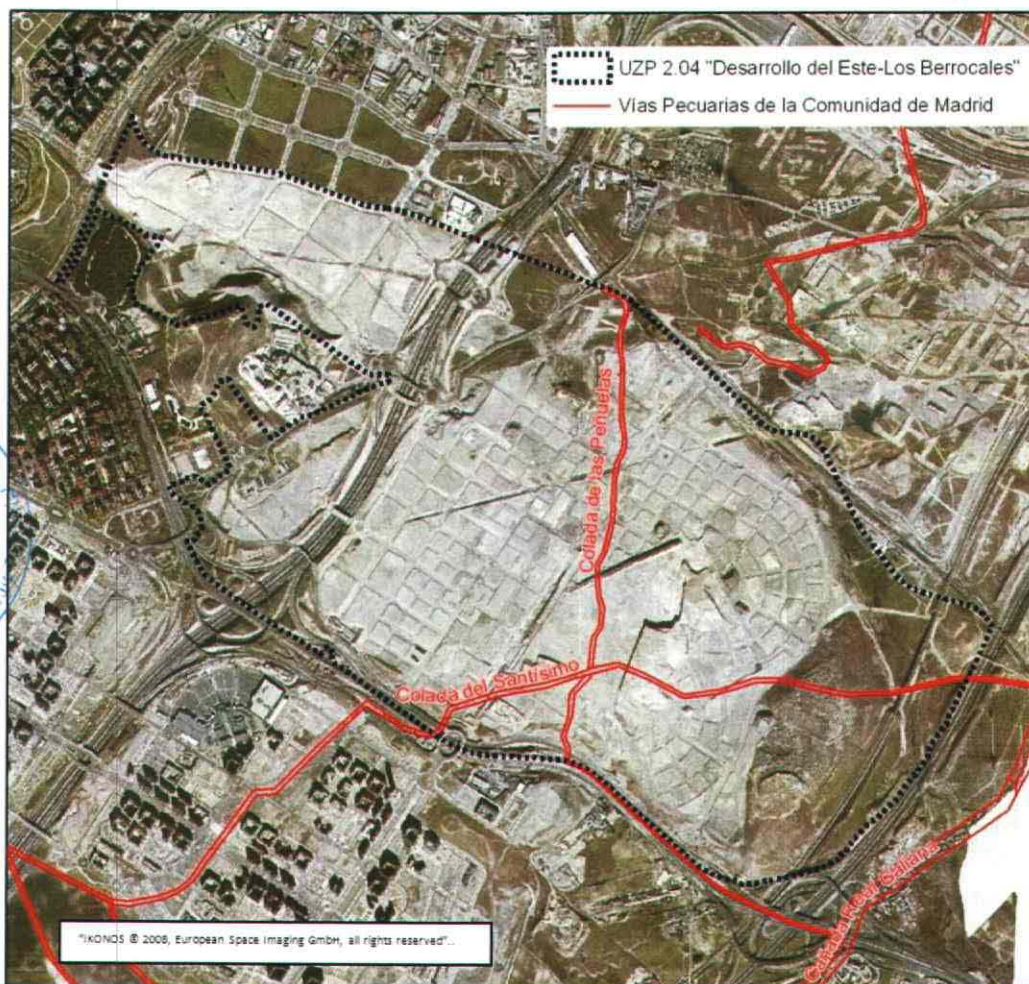 UZP 2.04 "Desarrollo del Este-Los Berrocales"
Vías Pecuarias de la Comunidad de Madrid
Colada de las Peñuelas
Colada del Santísimo
Cañada Real Galiana
"IKONOS © 2008, European Space Imaging GmbH, all rights reserved"..